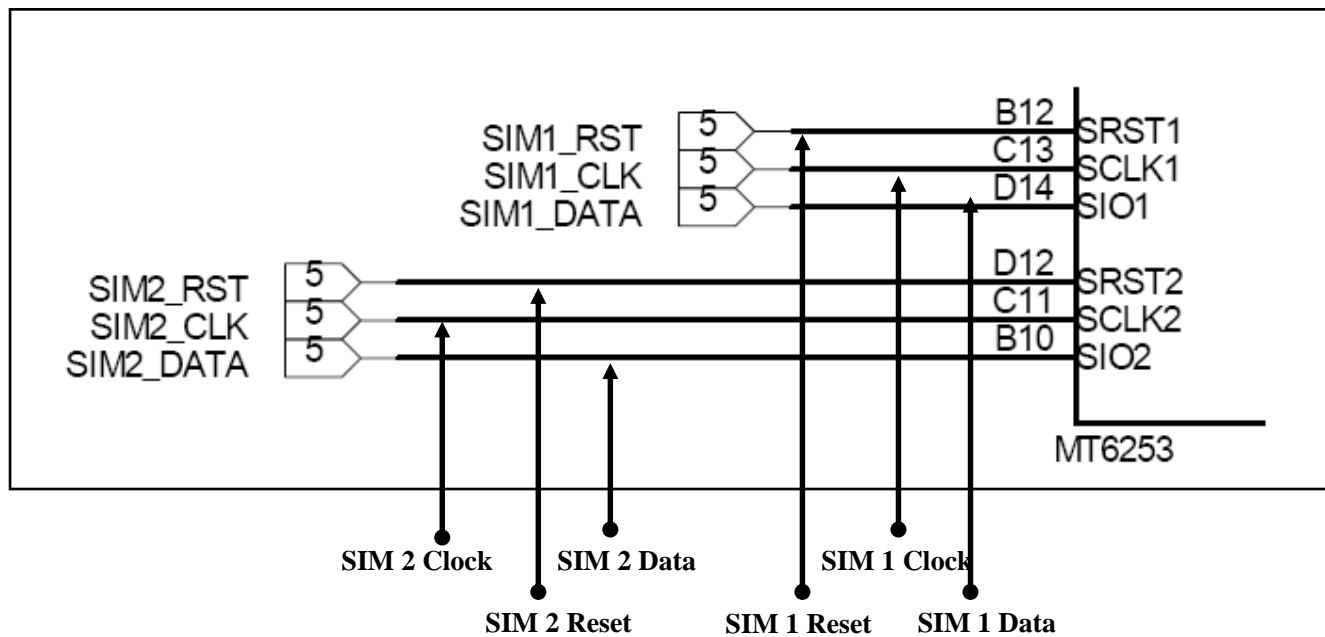 SIM1_RST 5 B12 SRST1
SIM1_CLK 5 C13 SCLK1
SIM1_DATA 5 D14 SIO1
SIM2_RST 5 D12 SRST2
SIM2_CLK 5 C11 SCLK2
SIM2_DATA 5 B10 SIO2
MT6253
SIM 2 Clock SIM 2 Data SIM 1 Clock
SIM 2 Reset SIM 1 Reset SIM 1 Data